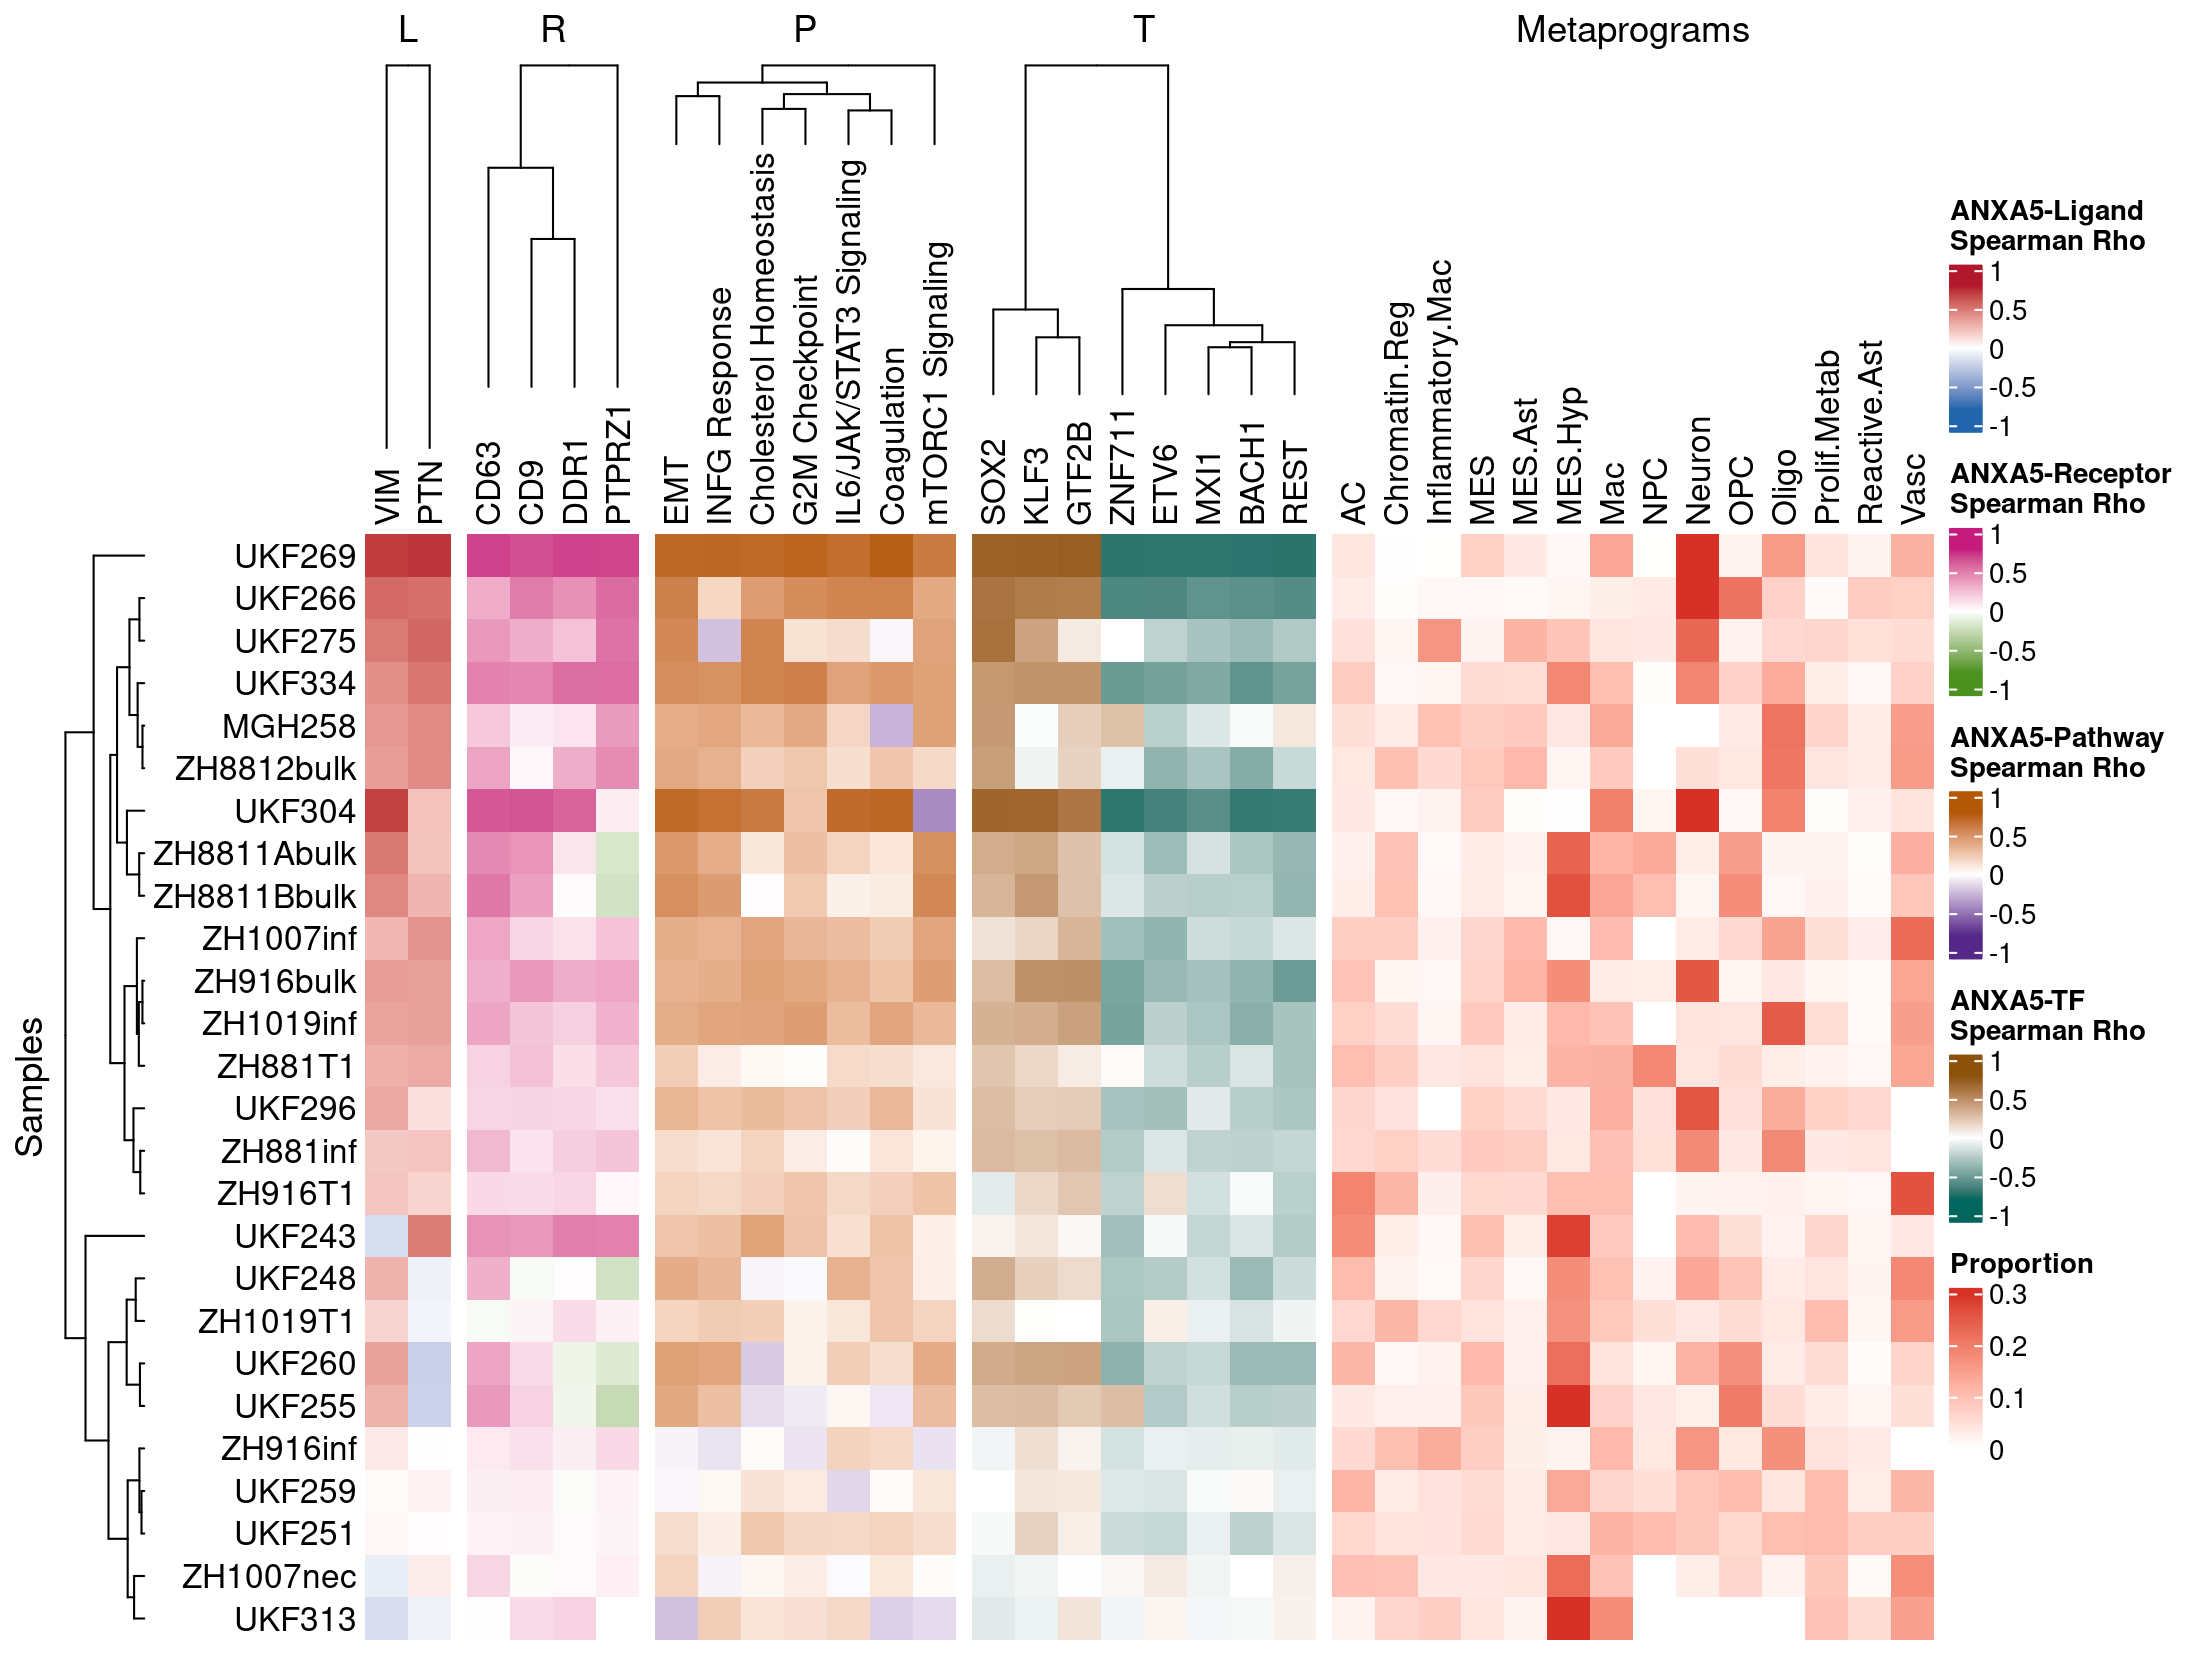 L R P T Metaprograms
VIM
PTN
CD63
CD9
DDR1
PTPRZ1
EMT
INFG Response
Cholesterol Homeostasis
G2M Checkpoint
IL6/JAK/STAT3 Signaling
Coagulation
mTORC1 Signaling
SOX2
KLF3
GTF2B
ZNF711
ETV6
MXI1
BACH1
REST
AC
Chromatin.Reg
Inflammatory.Mac
MES
MES.Ast
MES.Hyp
Mac
NPC
Neuron
OPC
Oligo
Prolif.Metab
Reactive.Ast
Vasc
Samples
UKF269
UKF266
UKF275
UKF334
MGH258
ZH8812bulk
UKF304
ZH8811Abulk
ZH8811Bbulk
ZH1007inf
ZH916bulk
ZH1019inf
ZH881T1
UKF296
ZH881inf
ZH916T1
UKF243
UKF248
ZH1019T1
UKF260
UKF255
ZH916inf
UKF259
UKF251
ZH1007nec
UKF313
ANXA5-Ligand
Spearman Rho
1
0.5
0
-0.5
-1
ANXA5-Receptor
Spearman Rho
1
0.5
0
-0.5
-1
ANXA5-Pathway
Spearman Rho
1
0.5
0
-0.5
-1
ANXA5-TF
Spearman Rho
1
0.5
0
-0.5
-1
Proportion
0.3
0.2
0.1
0